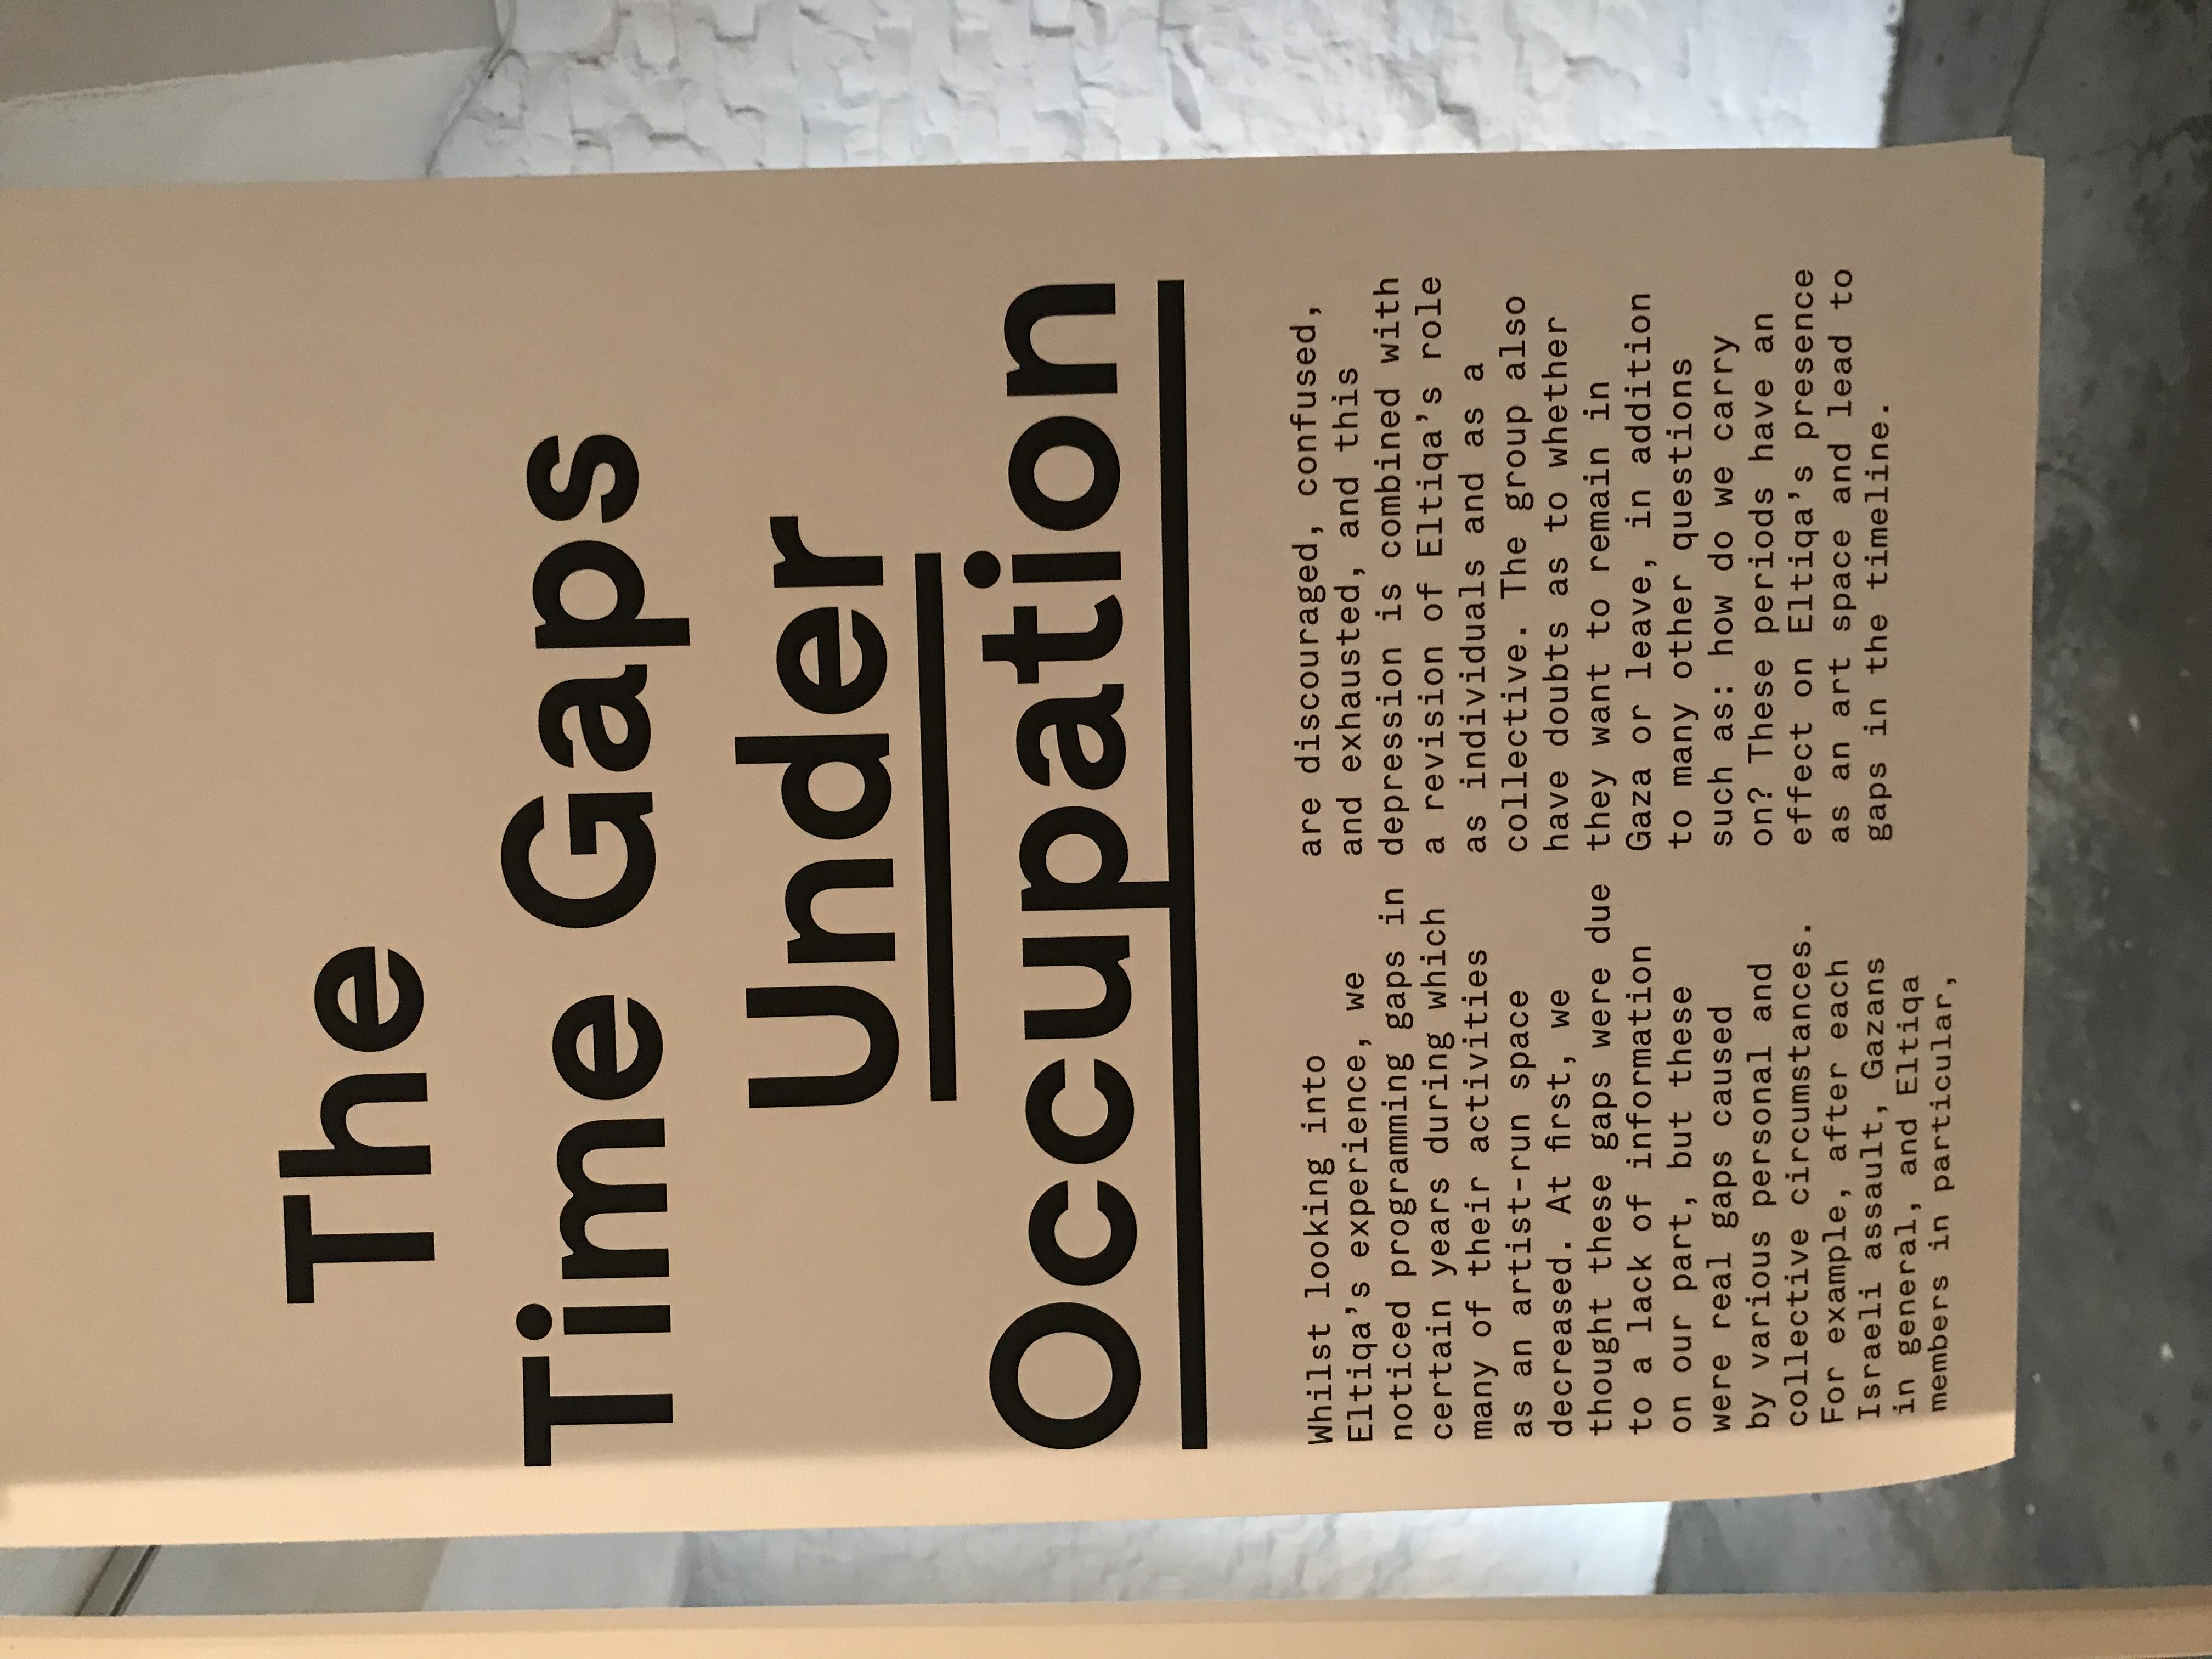 The
Time Gaps
Under
Occupation
Whilst looking into
Eltiqa’s experience, we
noticed programming gaps in
certain years during which
many of their activities
as an artist-run space
decreased. At first, we
thought these gaps were due
to a lack of information
on our part, but these
were real gaps caused
by various personal and
collective circumstances.
For example, after each
Israeli assault, Gazans
in general, and Eltiqa
members in particular,
are discouraged, confused,
and exhausted, and this
depression is combined with
a revision of Eltiqa’s role
as individuals and as a
collective. The group also
have doubts as to whether
they want to remain in
Gaza or leave, in addition
to many other questions
such as: how do we carry
on? These periods have an
effect on Eltiqa’s presence
as an art space and lead to
gaps in the timeline.